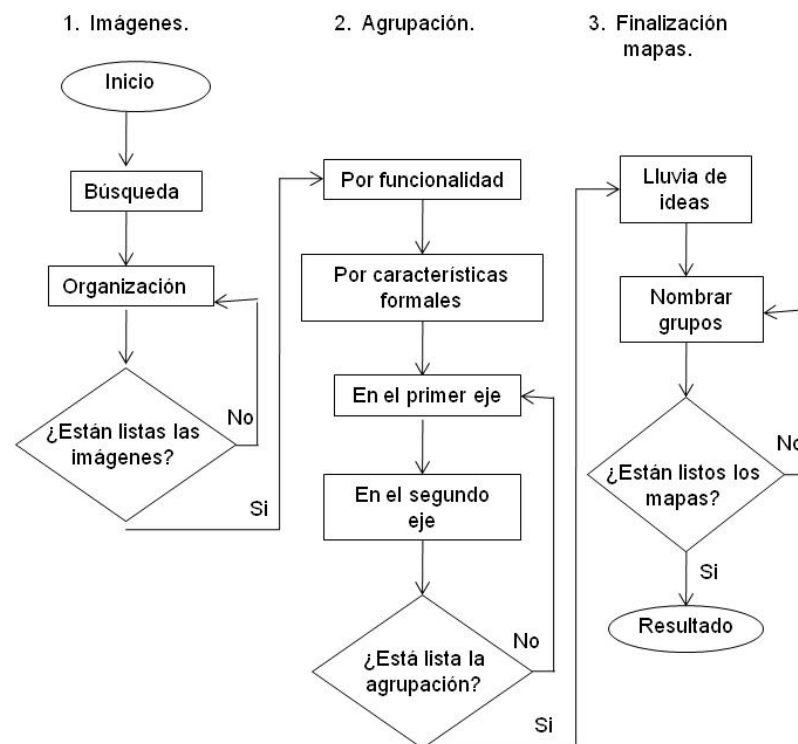 1. Imágenes.
Inicio
Búsqueda
Organización
¿Están listas las
imágenes?
No
Si
2. Agrupación.
Por funcionalidad
Por características
formales
En el primer eje
En el segundo
eje
¿Está lista la
agrupación?
No
Si
3. Finalización
mapas.
Lluvia de
ideas
Nombrar
grupos
¿Están listos los
mapas?
No
Si
Resultado